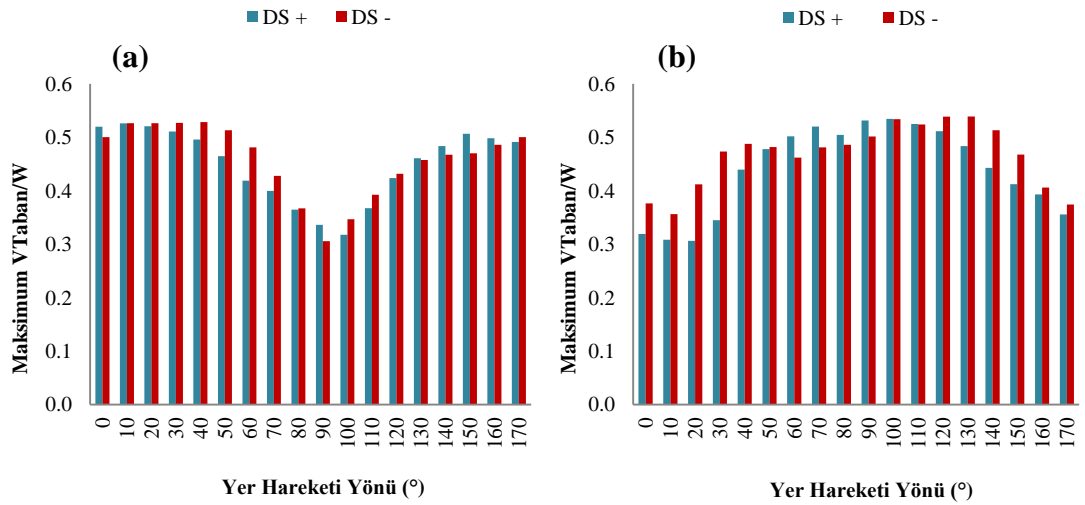 DS + DS -
(a)
Maksimum VTaban/W
0.6
0.5
0.4
0.3
0.2
0.1
0.0
0 10 20 30 40 50 60 70 80 90 100 110 120 130 140 150 160 170
Yer Hareketi Yönü (°)
DS + DS -
(b)
Maksimum VTaban/W
0.6
0.5
0.4
0.3
0.2
0.1
0.0
0 10 20 30 40 50 60 70 80 90 100 110 120 130 140 150 160 170
Yer Hareketi Yönü (°)